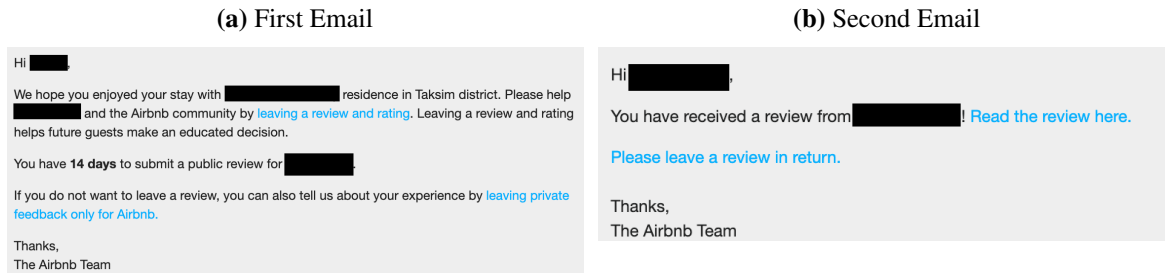 (a) First Email
Hi ,
We hope you enjoyed your stay with residence in Taksim district. Please help
and the Airbnb community by leaving a review and rating. Leaving a review and rating
helps future guests make an educated decision.
You have 14 days to submit a public review for .
If you do not want to leave a review, you can also tell us about your experience by leaving private
feedback only for Airbnb.
Thanks,
The Airbnb Team
(b) Second Email
Hi ,
You have received a review from ! Read the review here.
Please leave a review in return.
Thanks,
The Airbnb Team